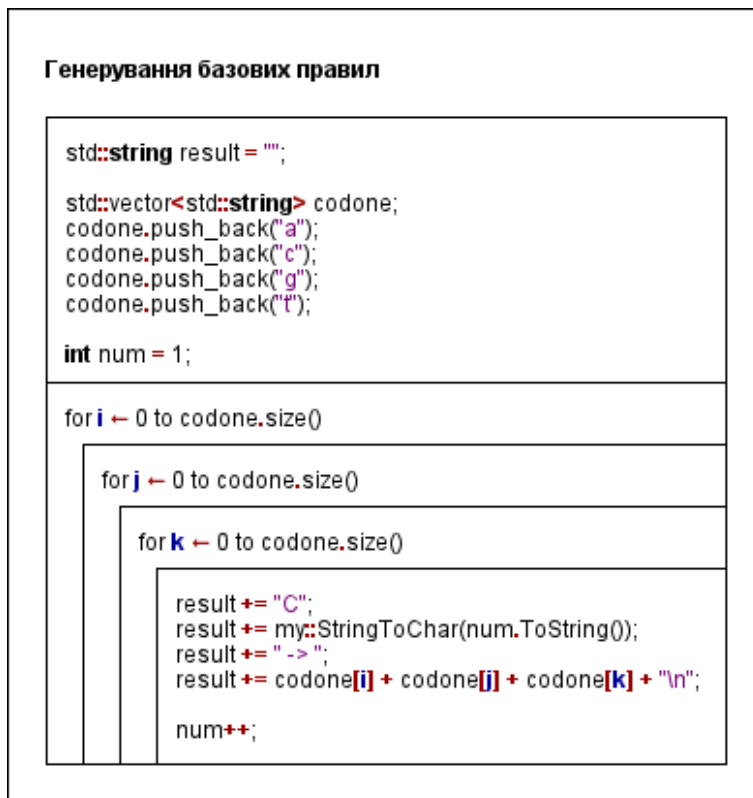 Генерування базових правил
std::string result = "";
std::vector<std::string> codone;
codone.push_back("a");
codone.push_back("c");
codone.push_back("g");
codone.push_back("t");
int num = 1;
for i ← 0 to codone.size()
for j ← 0 to codone.size()
for k ← 0 to codone.size()
result += "C";
result += my::StringToChar(num.ToString());
result += " -> ";
result += codone[i] + codone[j] + codone[k] + "\n";
num++;